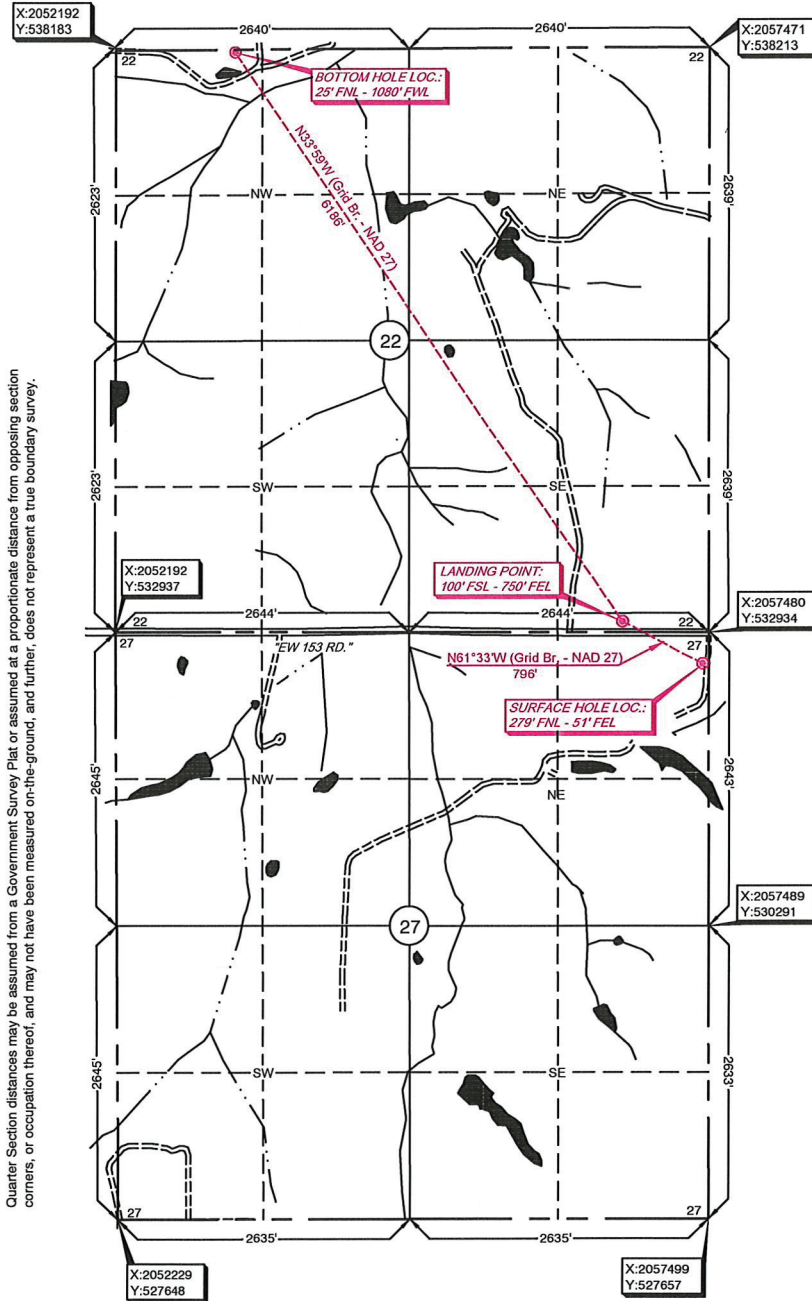 X:2052192
Y:538183
2640'
2640'
X:2057471
Y:538213
22
22
BOTTOM HOLE LOC.:
25' FNL - 1080' FWL
N33°59'W (Grid Br. - NAD 27)
6186'
2623'
NW
NE
2639'
22
2623'
SW
SE
2639'
Quarter Section distances may be assumed from a Government Survey Plat or assumed at a proportionate distance from opposing section
corners, or occupation thereof, and may not have been measured on-the-ground, and further, does not represent a true boundary survey.
X:2052192
Y:532937
LANDING POINT:
100' FSL - 750' FEL
X:2057480
Y:532934
22
2644'
2644'
22
27
27
"EW 153 RD."
N61°33'W (Grid Br. - NAD 27)
796'
SURFACE HOLE LOC.:
279' FNL - 51' FEL
2645'
NW
NE
2643'
X:2057489
Y:530291
27
2645'
SW
SE
2633'
27
27
2635'
2635'
X:2052229
Y:527648
X:2057499
Y:527657